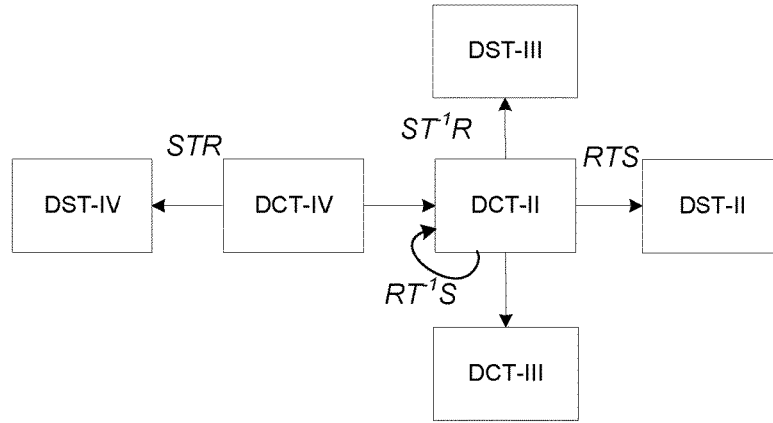 DST-III
STR
ST⁻¹R
RTS
DST-IV
DCT-IV
DCT-II
DST-II
RT⁻¹S
DCT-III